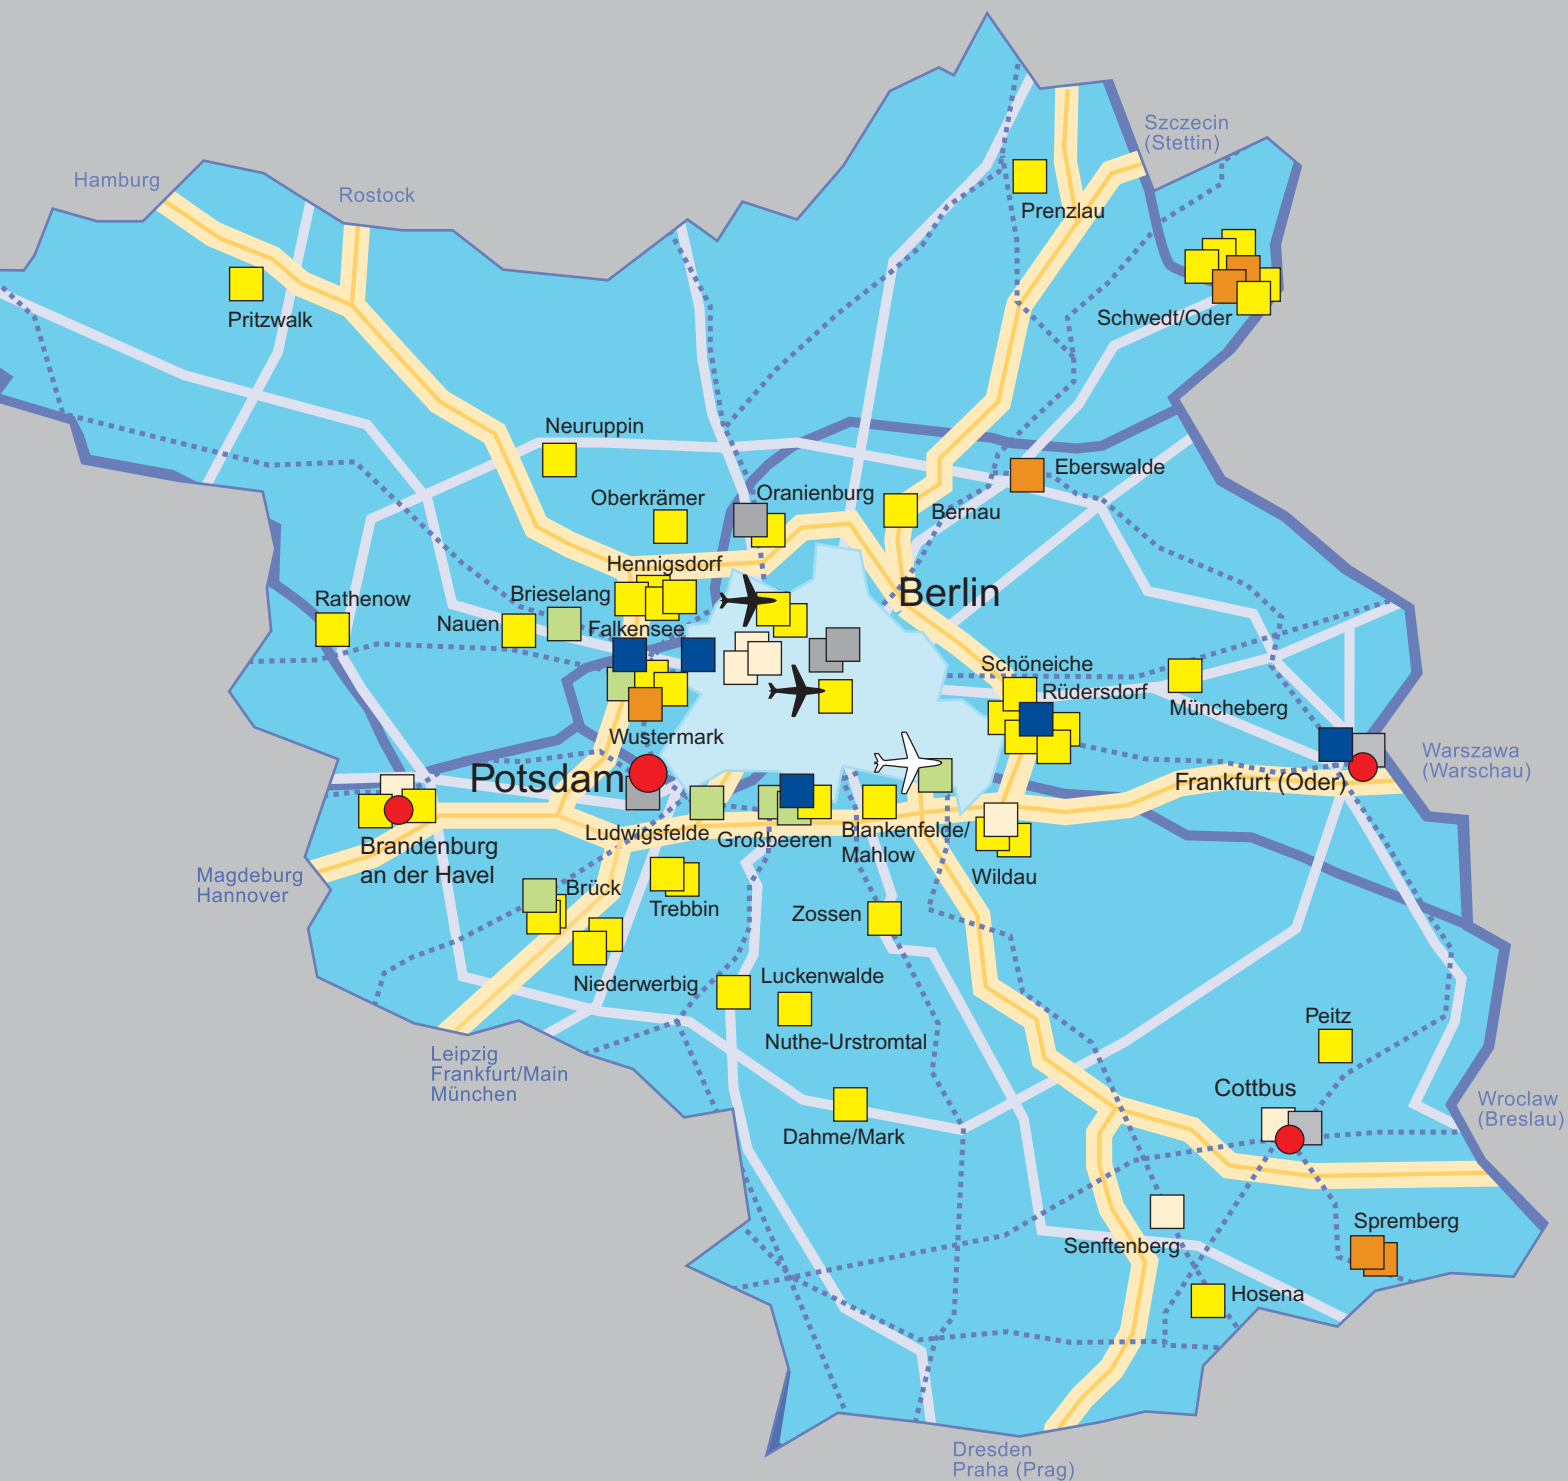 Szczecin
(Stettin)
Hamburg
Rostock
Prenzlau
Pritzwalk
Schwedt/Oder
Neuruppin
Eberswalde
Oberkrämer
Oranienburg
Bernau
Hennigsdorf
Berlin
Brieselang
Rathenow
Nauen
Falkensee
Schöneiche
Rüdersdorf
Müncheberg
Wustermark
Warszawa
(Warschau)
Potsdam
Frankfurt (Oder)
Ludwigsfelde
Großbeeren
Blankenfelde/
Mahlow
Brandenburg
an der Havel
Magdeburg
Hannover
Wildau
Brück
Trebbin
Zossen
Niederwerbig
Luckenwalde
Nuthe-Urstromtal
Peitz
Leipzig
Frankfurt/Main
München
Cottbus
Wroclaw
(Breslau)
Dahme/Mark
Spremberg
Senftenberg
Hosena
Dresden
Praha (Prag)